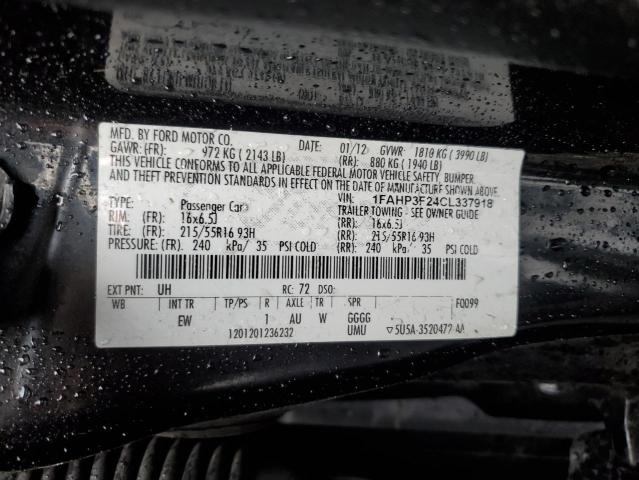 MFD. BY FORD MOTOR CO.
DATE: 01/12 GVWR: 1810 KG ( 3990 LB)
GAWR: (FR): 972 KG ( 2143 LB) (RR): 880 KG ( 1940 LB)
THIS VEHICLE CONFORMS TO ALL APPLICABLE FEDERAL MOTOR VEHICLE SAFETY, BUMPER,
AND THEFT PREVENTION STANDARDS IN EFFECT ON THE DATE OF MANUFACTURE SHOWN ABOVE.
VIN: 1FAHP3F24CL337918
TYPE: Passenger Car TRAILER TOWING - SEE OWNER GUIDE
RIM: (FR): 16x6.5J (RR): 16x6.5J
TIRE: (FR): 215/55R16 93H (RR): 215/55R16 93H
PRESSURE: (FR): 240 kPa/ 35 PSI COLD (RR): 240 kPa/ 35 PSI COLD
EXT PNT: UH RC: 72 DSO:
WB INT TR TP/PS R AXLE TR SPR F0099
EW 1 AU W GGGG
1201201236232 UMU ▽5U5A-3520472-AA